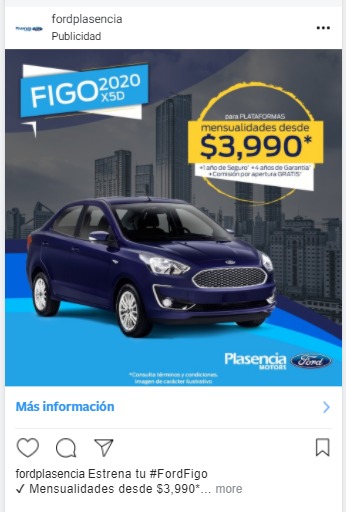 fordplasencia
Publicidad
FIGO 2020
X5D
para PLATAFORMAS
mensualidades desde
$3,990*
+1 año de Seguro* +4 años de Garantía*
+Comisión por apertura GRATIS*
Plasencia Ford
MOTORS
*Consulta términos y condiciones.
Imagen de carácter ilustrativo
Más información
fordplasencia Estrena tu #FordFigo
✓ Mensualidades desde $3,990*... more